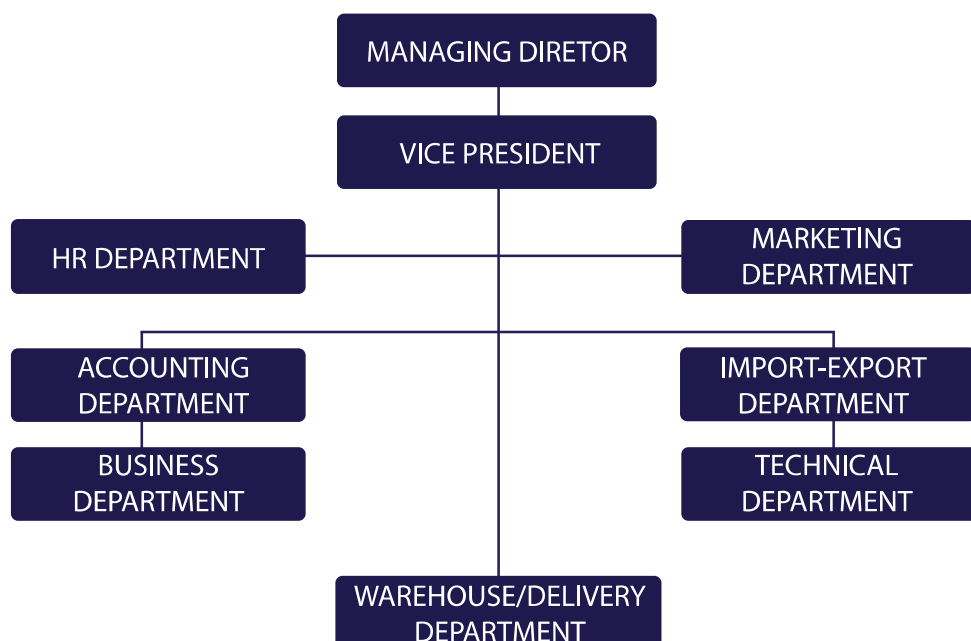 MANAGING DIRETOR
VICE PRESIDENT
HR DEPARTMENT
MARKETING
DEPARTMENT
ACCOUNTING
DEPARTMENT
IMPORT-EXPORT
DEPARTMENT
BUSINESS
DEPARTMENT
TECHNICAL
DEPARTMENT
WAREHOUSE/DELIVERY
DEPARTMENT